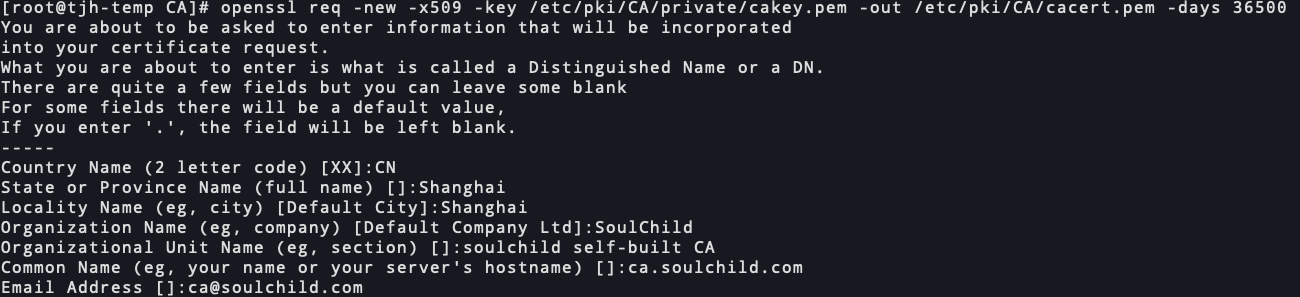 [root@tjh-temp CA]# openssl req -new -x509 -key /etc/pki/CA/private/cakey.pem -out /etc/pki/CA/cacert.pem -days 36500
You are about to be asked to enter information that will be incorporated
into your certificate request.
What you are about to enter is what is called a Distinguished Name or a DN.
There are quite a few fields but you can leave some blank
For some fields there will be a default value,
If you enter '.', the field will be left blank.
-----
Country Name (2 letter code) [XX]:CN
State or Province Name (full name) []:Shanghai
Locality Name (eg, city) [Default City]:Shanghai
Organization Name (eg, company) [Default Company Ltd]:SoulChild
Organizational Unit Name (eg, section) []:soulchild self-built CA
Common Name (eg, your name or your server's hostname) []:ca.soulchild.com
Email Address []:ca@soulchild.com